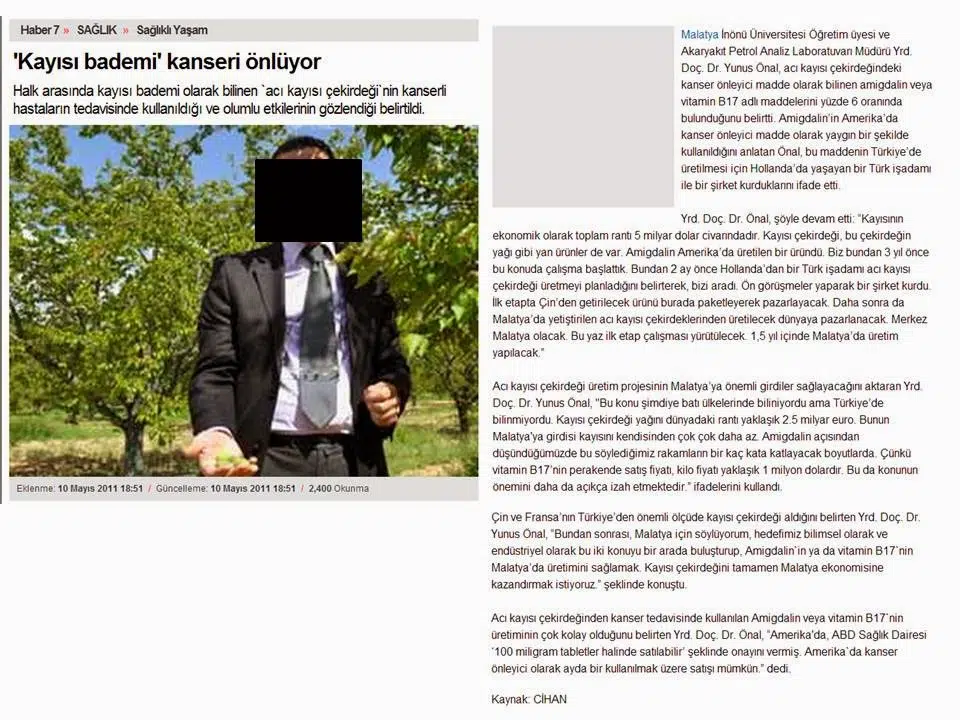 Haber 7 » SAĞLIK » Sağlıklı Yaşam
'Kayısı bademi' kanseri önlüyor
Halk arasında kayısı bademi olarak bilinen `acı kayısı çekirdeği`nin kanserli
hastaların tedavisinde kullanıldığı ve olumlu etkilerinin gözlendiği belirtildi.
Eklenme: 10 Mayıs 2011 18:51 / Güncelleme: 10 Mayıs 2011 18:51 / 2,400 Okunma
Malatya İnönü Üniversitesi Öğretim üyesi ve
Akaryakıt Petrol Analiz Laboratuvarı Müdürü Yrd.
Doç. Dr. Yunus Önal, acı kayısı çekirdeğindeki
kanser önleyici madde olarak bilinen amigdalin veya
vitamin B17 adlı maddelerini yüzde 6 oranında
bulunduğunu belirtti. Amigdalin'in Amerika'da
kanser önleyici madde olarak yaygın bir şekilde
kullanıldığını anlatan Önal, bu maddenin Türkiye'de
üretilmesi için Hollanda'da yaşayan bir Türk işadamı
ile bir şirket kurduklarını ifade etti.
Yrd. Doç. Dr. Önal, şöyle devam etti: "Kayısının
ekonomik olarak toplam rantı 5 milyar dolar civarındadır. Kayısı çekirdeği, bu çekirdeğin
yağı gibi yan ürünler de var. Amigdalin Amerika'da üretilen bir üründü. Biz bundan 3 yıl önce
bu konuda çalışma başlattık. Bundan 2 ay önce Hollanda'dan bir Türk işadamı acı kayısı
çekirdeği üretmeyi planladığını belirterek, bizi aradı. Ön görüşmeler yaparak bir şirket kurdu.
İlk etapta Çin'den getirilecek ürünü burada paketleyerek pazarlayacak. Daha sonra da
Malatya'da yetiştirilen acı kayısı çekirdeklerinden üretilecek dünyaya pazarlanacak. Merkez
Malatya olacak. Bu yaz ilk etap çalışması yürütülecek. 1,5 yıl içinde Malatya'da üretim
yapılacak."
Acı kayısı çekirdeği üretim projesinin Malatya'ya önemli girdiler sağlayacağını aktaran Yrd.
Doç. Dr. Yunus Önal, "Bu konu şimdiye batı ülkelerinde biliniyordu ama Türkiye'de
bilinmiyordu. Kayısı çekirdeği yağını dünyadaki rantı yaklaşık 2.5 milyar euro. Bunun
Malatya'ya girdisi kayısını kendisinden çok çok daha az. Amigdalin açısından
düşündüğümüzde bu söylediğimiz rakamların bir kaç kata katlayacak boyutlarda. Çünkü
vitamin B17'nin perakende satış fiyatı, kilo fiyatı yaklaşık 1 milyon dolardır. Bu da konunun
önemini daha da açıkça izah etmektedir." ifadelerini kullandı.
Çin ve Fransa'nın Türkiye'den önemli ölçüde kayısı çekirdeği aldığını belirten Yrd. Doç. Dr.
Yunus Önal, "Bundan sonrası, Malatya için söylüyorum, hedefimiz bilimsel olarak ve
endüstriyel olarak bu iki konuyu bir arada buluşturup, Amigdalin`in ya da vitamin B17`nin
Malatya'da üretimini sağlamak. Kayısı çekirdeğini tamamen Malatya ekonomisine
kazandırmak istiyoruz." şeklinde konuştu.
Acı kayısı çekirdeğinden kanser tedavisinde kullanılan Amigdalin veya vitamin B17`nin
üretiminin çok kolay olduğunu belirten Yrd. Doç. Dr. Önal, "Amerika'da, ABD Sağlık Dairesi
'100 miligram tabletler halinde satılabilir' şeklinde onayını vermiş. Amerika`da kanser
önleyici olarak ayda bir kullanılmak üzere satışı mümkün." dedi.
Kaynak: CİHAN